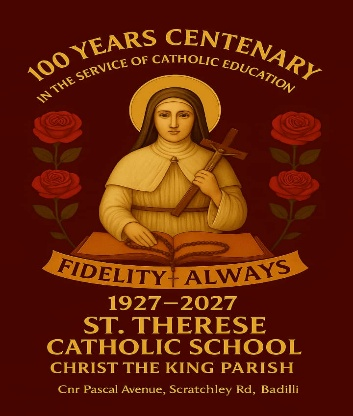 100 YEARS CENTENARY
IN THE SERVICE OF CATHOLIC EDUCATION
FIDELITY ALWAYS
1927–2027
ST. THERESE
CATHOLIC SCHOOL
CHRIST THE KING PARISH
Cnr Pascal Avenue, Scratchley Rd, Badilli